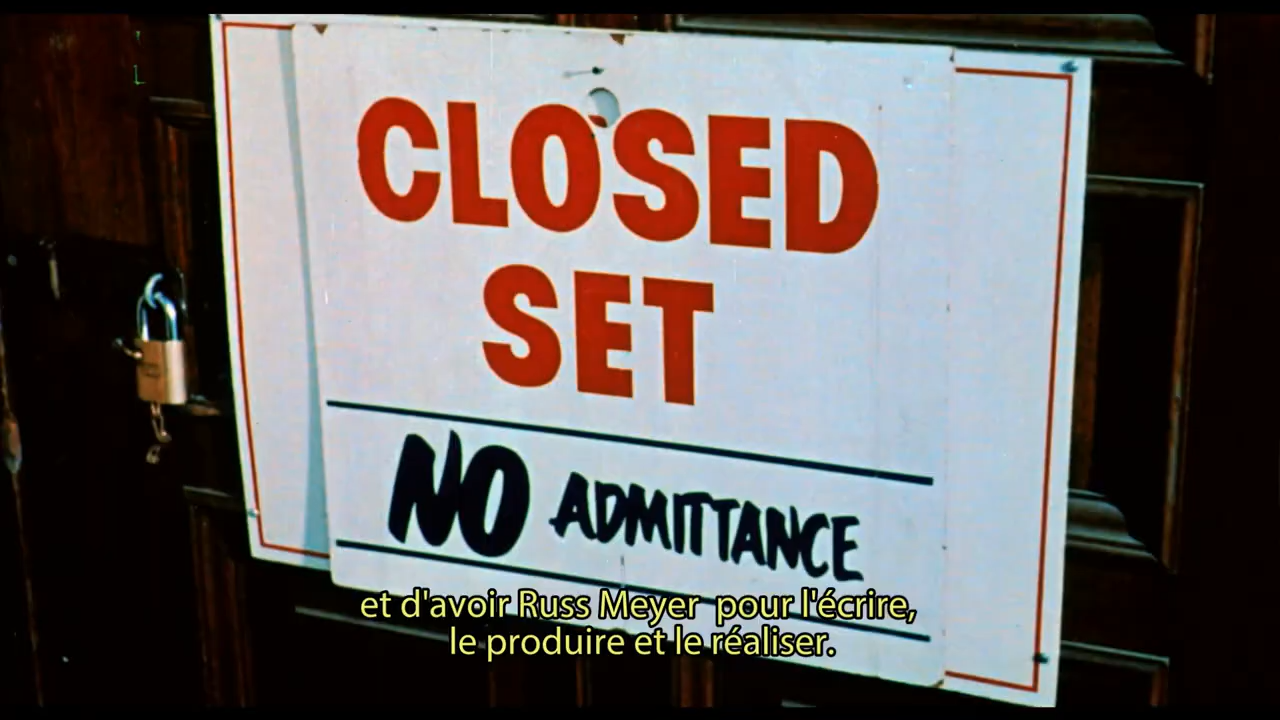 CLOSED
SET
NO ADMITTANCE
et d'avoir Russ Meyer pour l'écrire,
le produire et le réaliser.